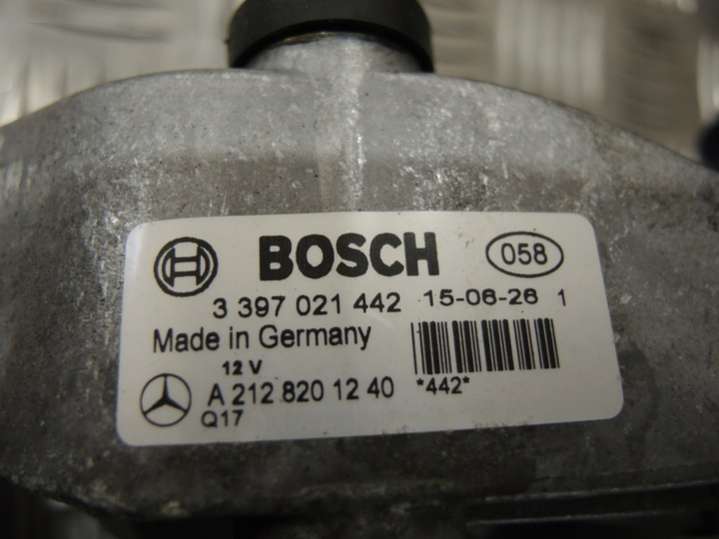 BOSCH 058
3 397 021 442 15-06-26 1
Made in Germany
12 V
A 212 820 12 40 *442*
Q17